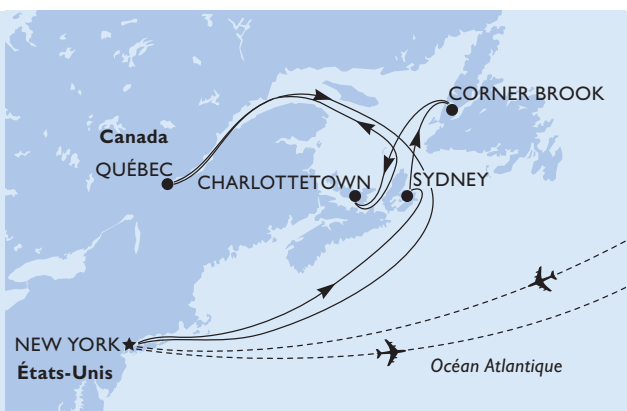 CORNER BROOK
Canada
QUÉBEC
CHARLOTTETOWN
SYDNEY
NEW YORK
États-Unis
Océan Atlantique